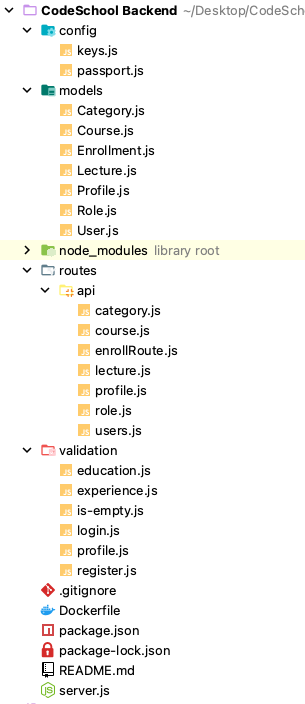 CodeSchool Backend ~/Desktop/CodeScho
config
keys.js
passport.js
models
Category.js
Course.js
Enrollment.js
Lecture.js
Profile.js
Role.js
User.js
node_modules library root
routes
api
category.js
course.js
enrollRoute.js
lecture.js
profile.js
role.js
users.js
validation
education.js
experience.js
is-empty.js
login.js
profile.js
register.js
.gitignore
Dockerfile
package.json
package-lock.json
README.md
server.js